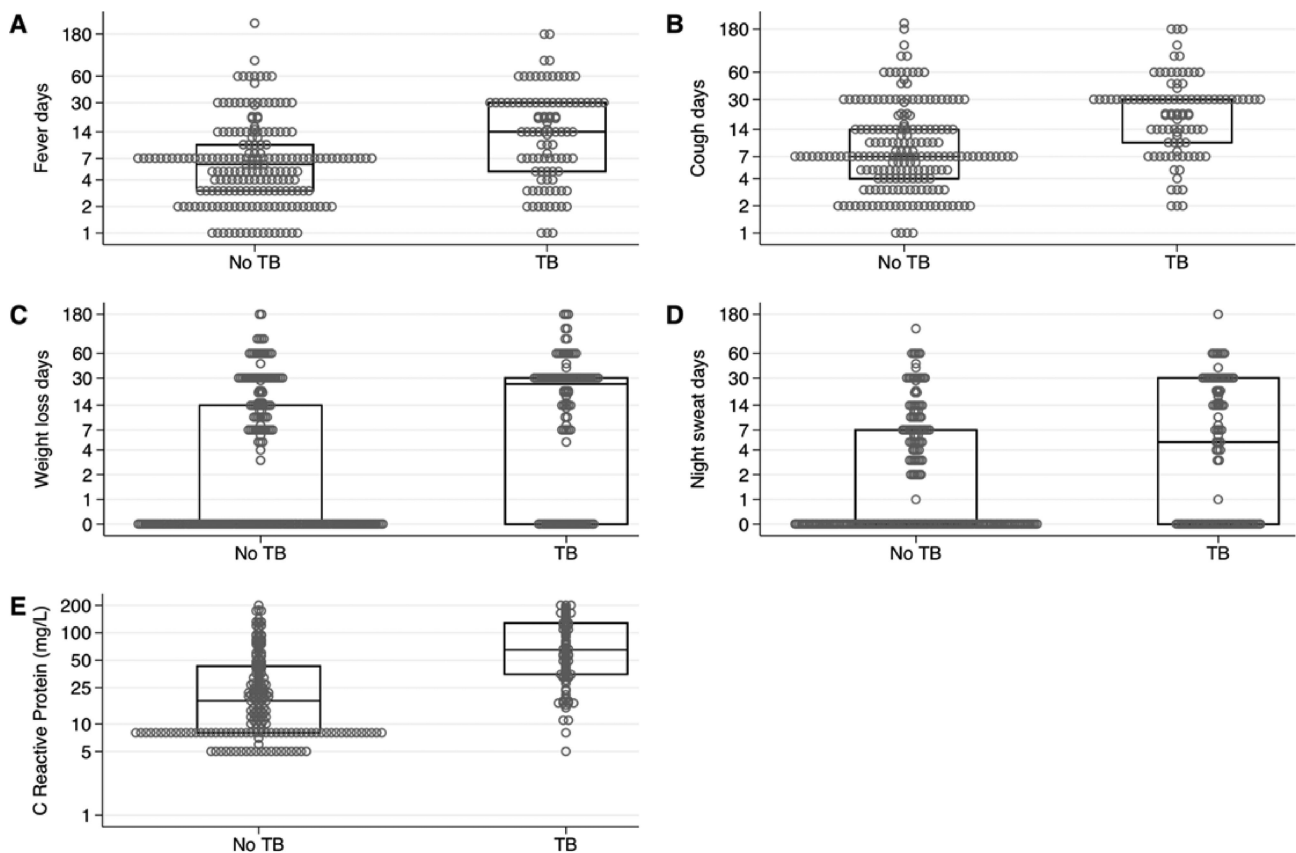 A
Fever days
180
60
30
14
7
4
2
1
No TB
TB
B
Cough days
180
60
30
14
7
4
2
1
No TB
TB
C
Weight loss days
180
60
30
14
7
4
2
1
0
No TB
TB
D
Night sweat days
180
60
30
14
7
4
2
1
0
No TB
TB
E
C Reactive Protein (mg/L)
200
100
50
25
10
5
1
No TB
TB